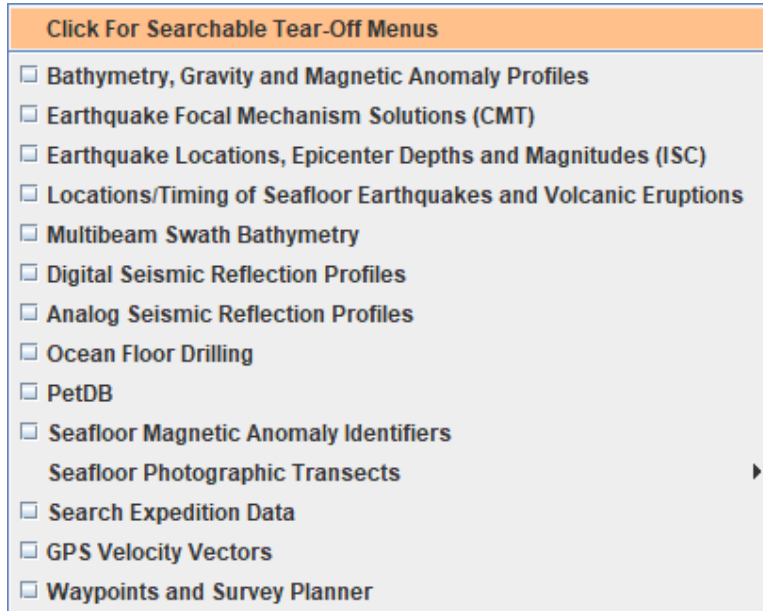 Click For Searchable Tear-Off Menus
Bathymetry, Gravity and Magnetic Anomaly Profiles
Earthquake Focal Mechanism Solutions (CMT)
Earthquake Locations, Epicenter Depths and Magnitudes (ISC)
Locations/Timing of Seafloor Earthquakes and Volcanic Eruptions
Multibeam Swath Bathymetry
Digital Seismic Reflection Profiles
Analog Seismic Reflection Profiles
Ocean Floor Drilling
PetDB
Seafloor Magnetic Anomaly Identifiers
Seafloor Photographic Transects
Search Expedition Data
GPS Velocity Vectors
Waypoints and Survey Planner